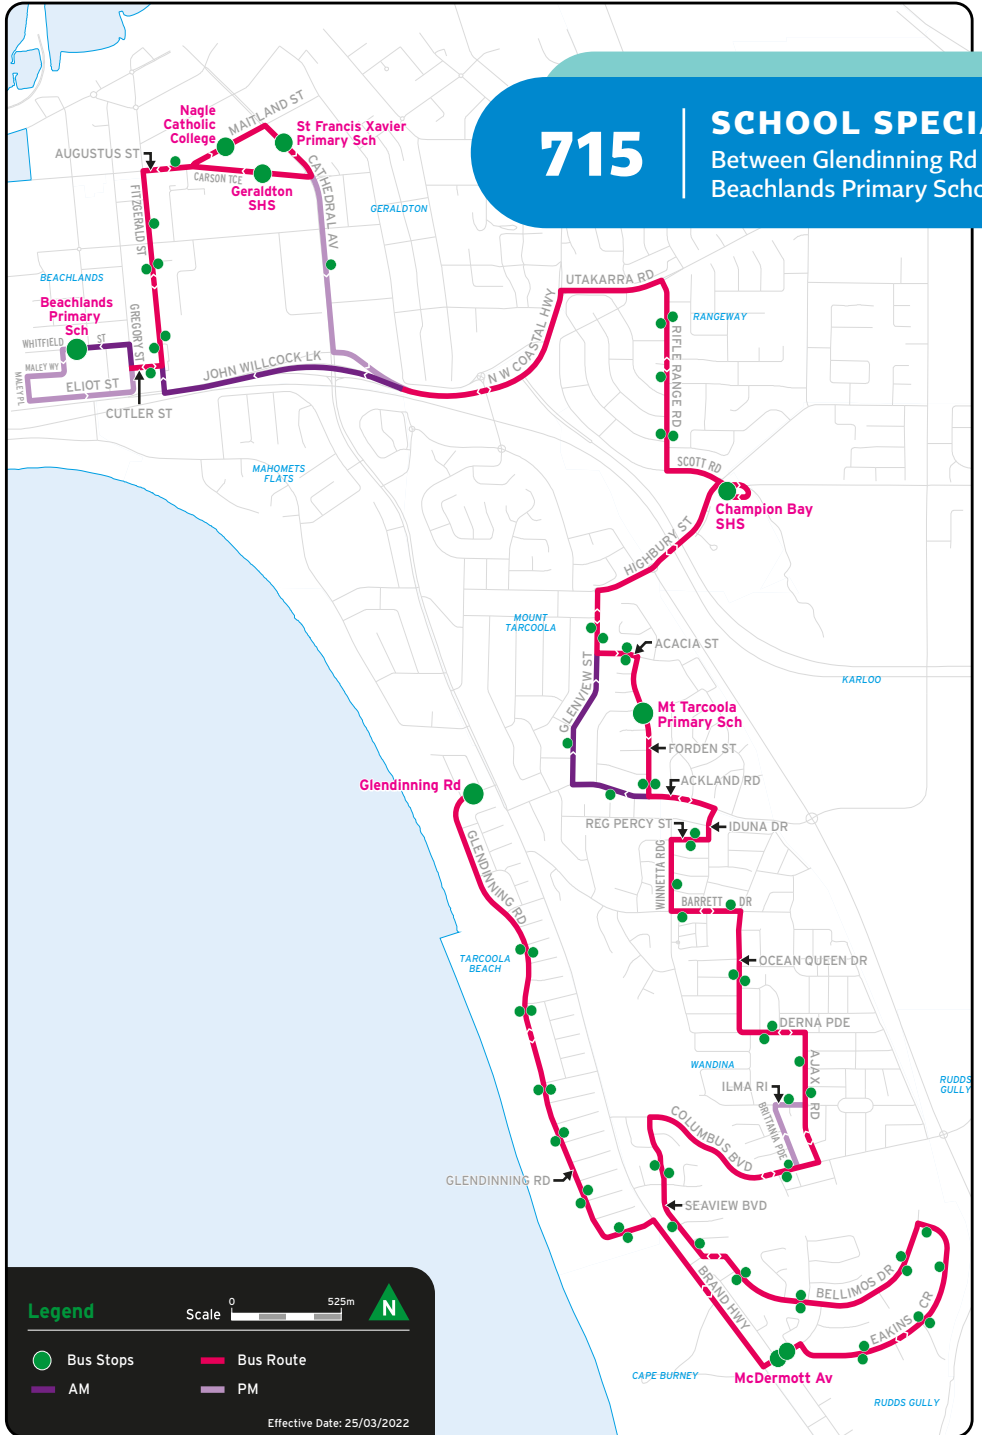 715
SCHOOL SPECIA
Between Glendinning Rd
Beachlands Primary Scho
Nagle
Catholic
College
MAITLAND ST
St Francis Xavier
Primary Sch
AUGUSTUS ST
CARSON TCE
Geraldton
SHS
CATHEDRAL AV
FITZGERALD ST
GERALDTON
BEACHLANDS
Beachlands
Primary
Sch
GREGORY ST
WHITFIELD ST
MALEY WY
MALEY PL
ELIOT ST
CUTLER ST
JOHN WILLCOCK LK
N W COASTAL HWY
UTAKARRA RD
RANGEWAY
RIFLE RANGE RD
SCOTT RD
MAHOMETS
FLATS
Champion Bay
SHS
HIGHBURY ST
MOUNT
TARCOOLA
ACACIA ST
GLENVIEW ST
KARLOO
Mt Tarcoola
Primary Sch
FORDEN ST
Glendinning Rd
ACKLAND RD
REG PERCY ST
IDUNA DR
GLENDINNING RD
WINNETTA RDG
BARRETT DR
TARCOOLA
BEACH
OCEAN QUEEN DR
DERNA PDE
WANDINA
AJAX RD
ILMA RI
RUDDS
GULLY
BRITTANIA PDE
COLUMBUS BVD
GLENDINNING RD
SEAVIEW BVD
BRAND HWY
BELLIMOS DR
EAKINS CR
McDermott Av
CAPE BURNEY
RUDDS GULLY
Legend
Scale
0
525m
N
Bus Stops
Bus Route
AM
PM
Effective Date: 25/03/2022